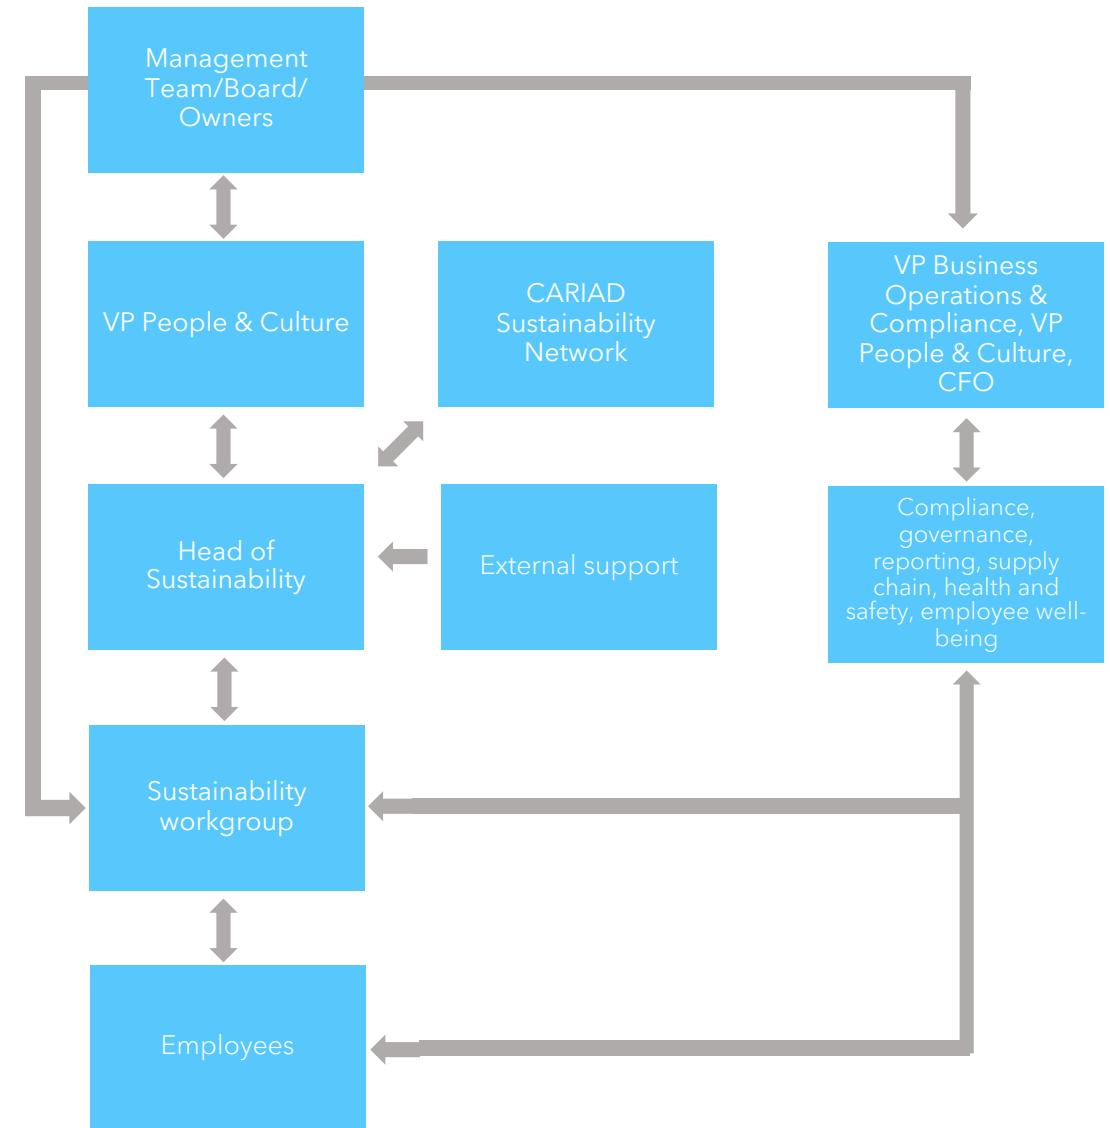 Management
Team/Board/
Owners
VP People & Culture
CARIAD
Sustainability
Network
VP Business
Operations &
Compliance, VP
People & Culture,
CFO
Head of
Sustainability
External support
Compliance,
governance,
reporting, supply
chain, health and
safety, employee well-
being
Sustainability
workgroup
Employees